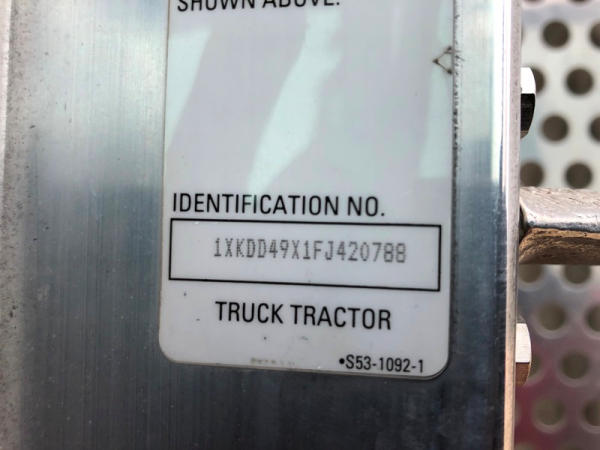 SHOWN ABOVE.
IDENTIFICATION NO.
1XKDD49X1FJ420788
TRUCK TRACTOR
•S53-1092-1